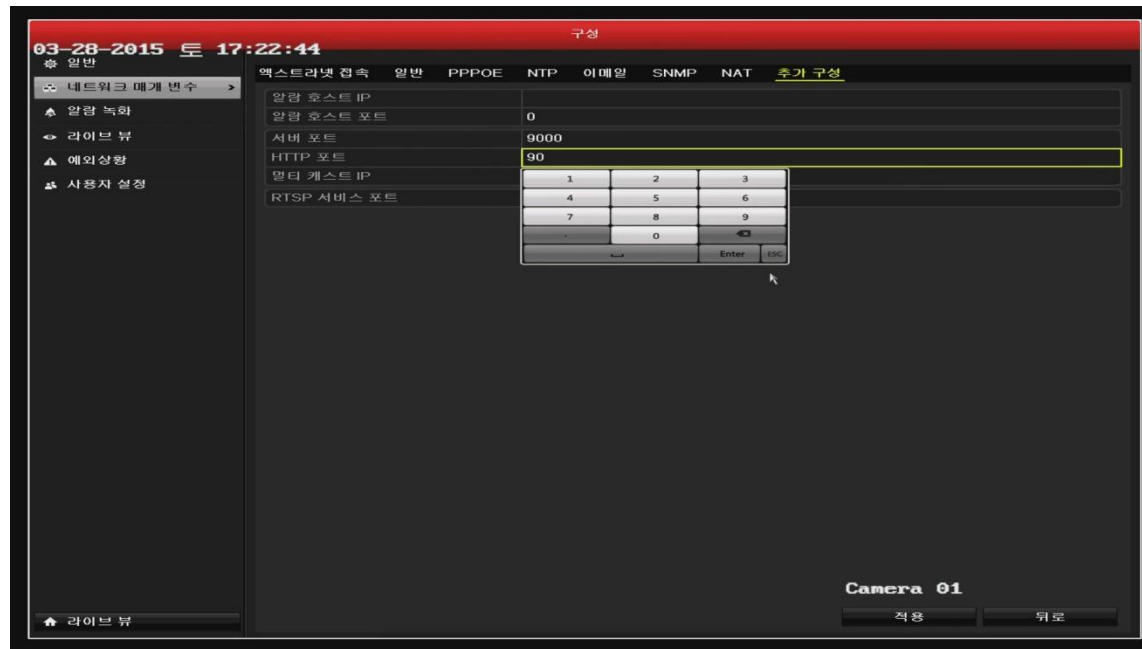 구성
03-28-2015 토 17:22:44
일반
네트워크 매개 변수 >
알람 녹화
라이브 뷰
예외상황
사용자 설정
엑스트라넷 접속 일반 PPPOE NTP 이메일 SNMP NAT 추가 구성
알람 호스트 IP
알람 호스트 포트 0
서버 포트 9000
HTTP 포트 90
멀티 캐스트 IP
RTSP 서비스 포트
1 2 3
4 5 6
7 8 9
. 0
Enter ESC
Camera 01
라이브 뷰
적용 뒤로